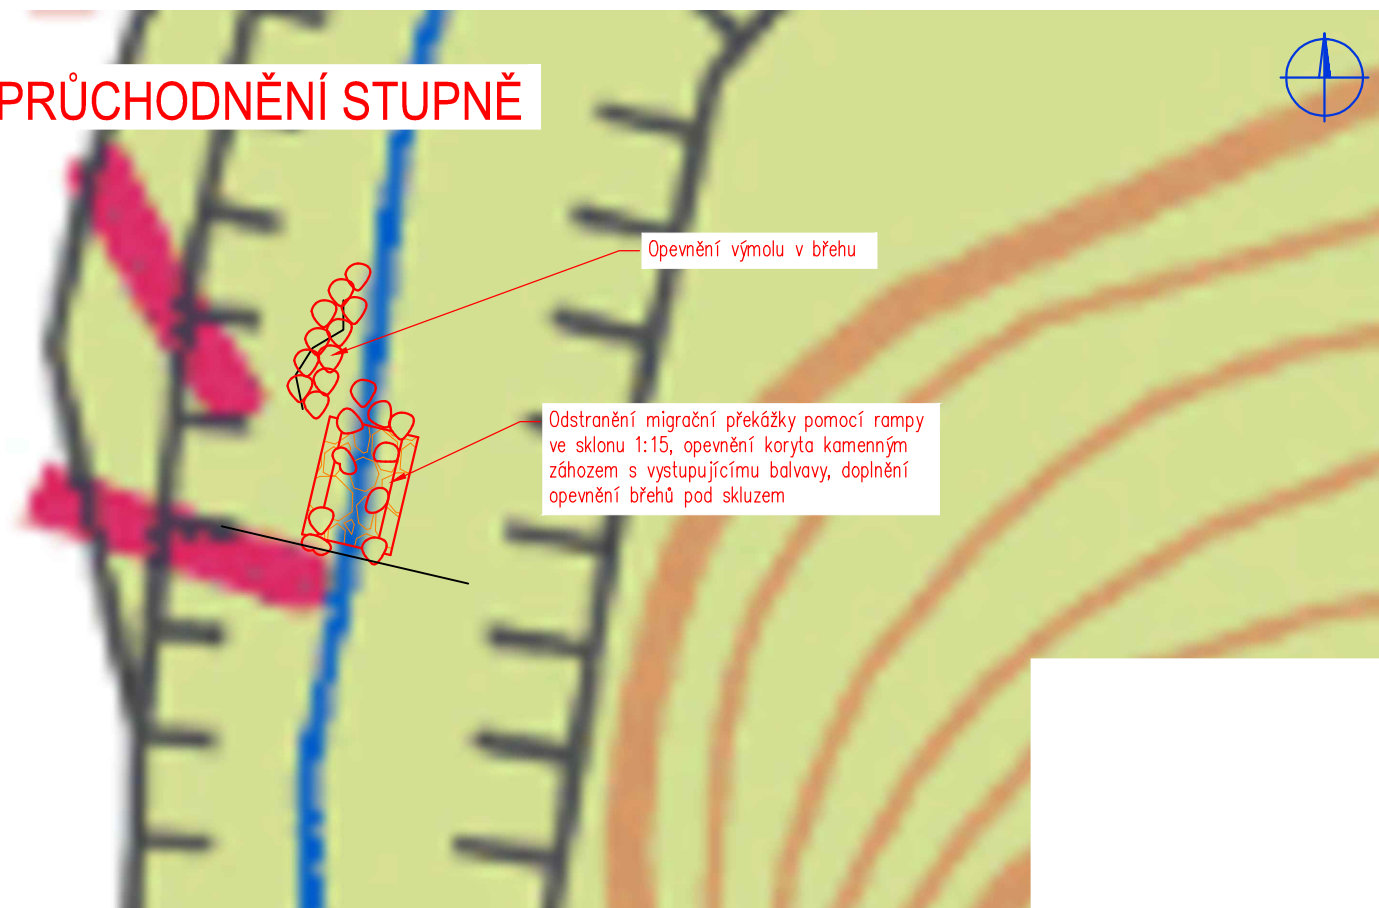 PRŮCHODNĚNÍ STUPNĚ
Opevnění výmolu v břehu
Odstranění migrační překážky pomocí rampy
ve sklonu 1:15, opevnění koryta kamenným
záhozem s vystupujícímu balvavy, doplnění
opevnění břehů pod skluzem